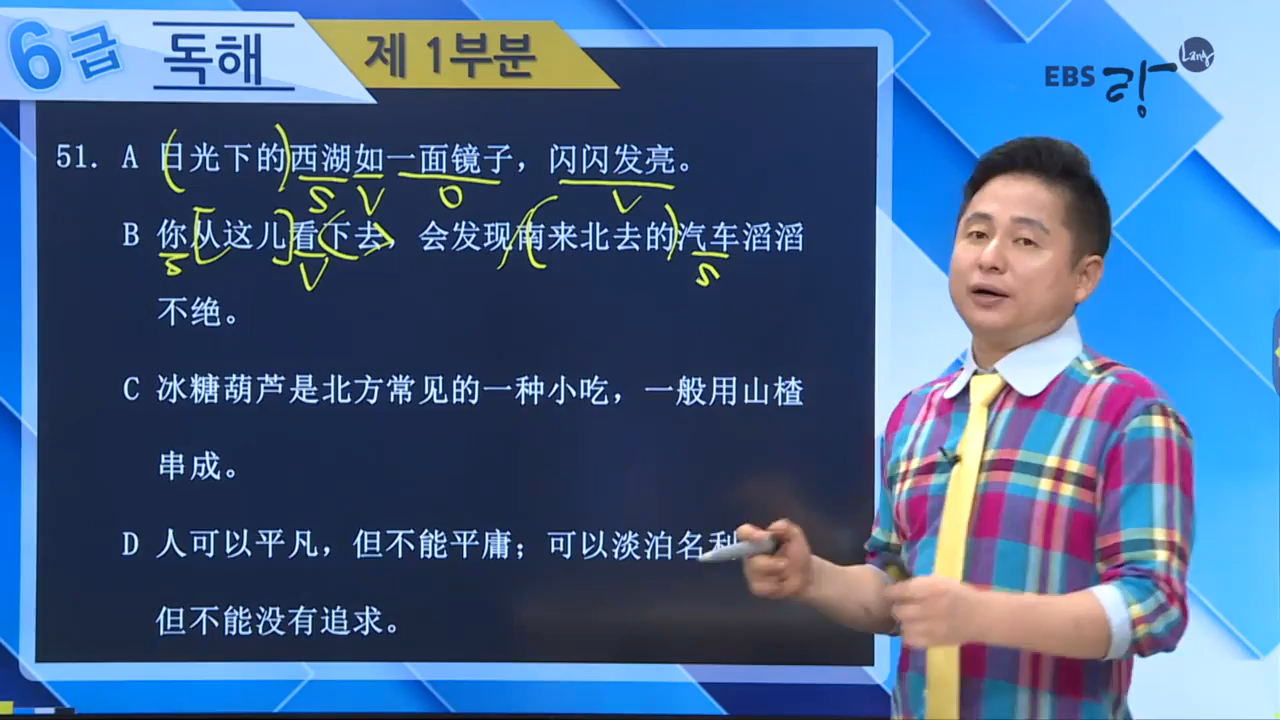 6급 독해 제 1부분
EBS 랑 Lang
51. A 日光下的西湖如一面镜子，闪闪发亮。
S V O V
B 你从这儿看下去，会发现南来北去的汽车滔滔
S V S
不绝。
C 冰糖葫芦是北方常见的一种小吃，一般用山楂
串成。
D 人可以平凡，但不能平庸；可以淡泊名利
但不能没有追求。